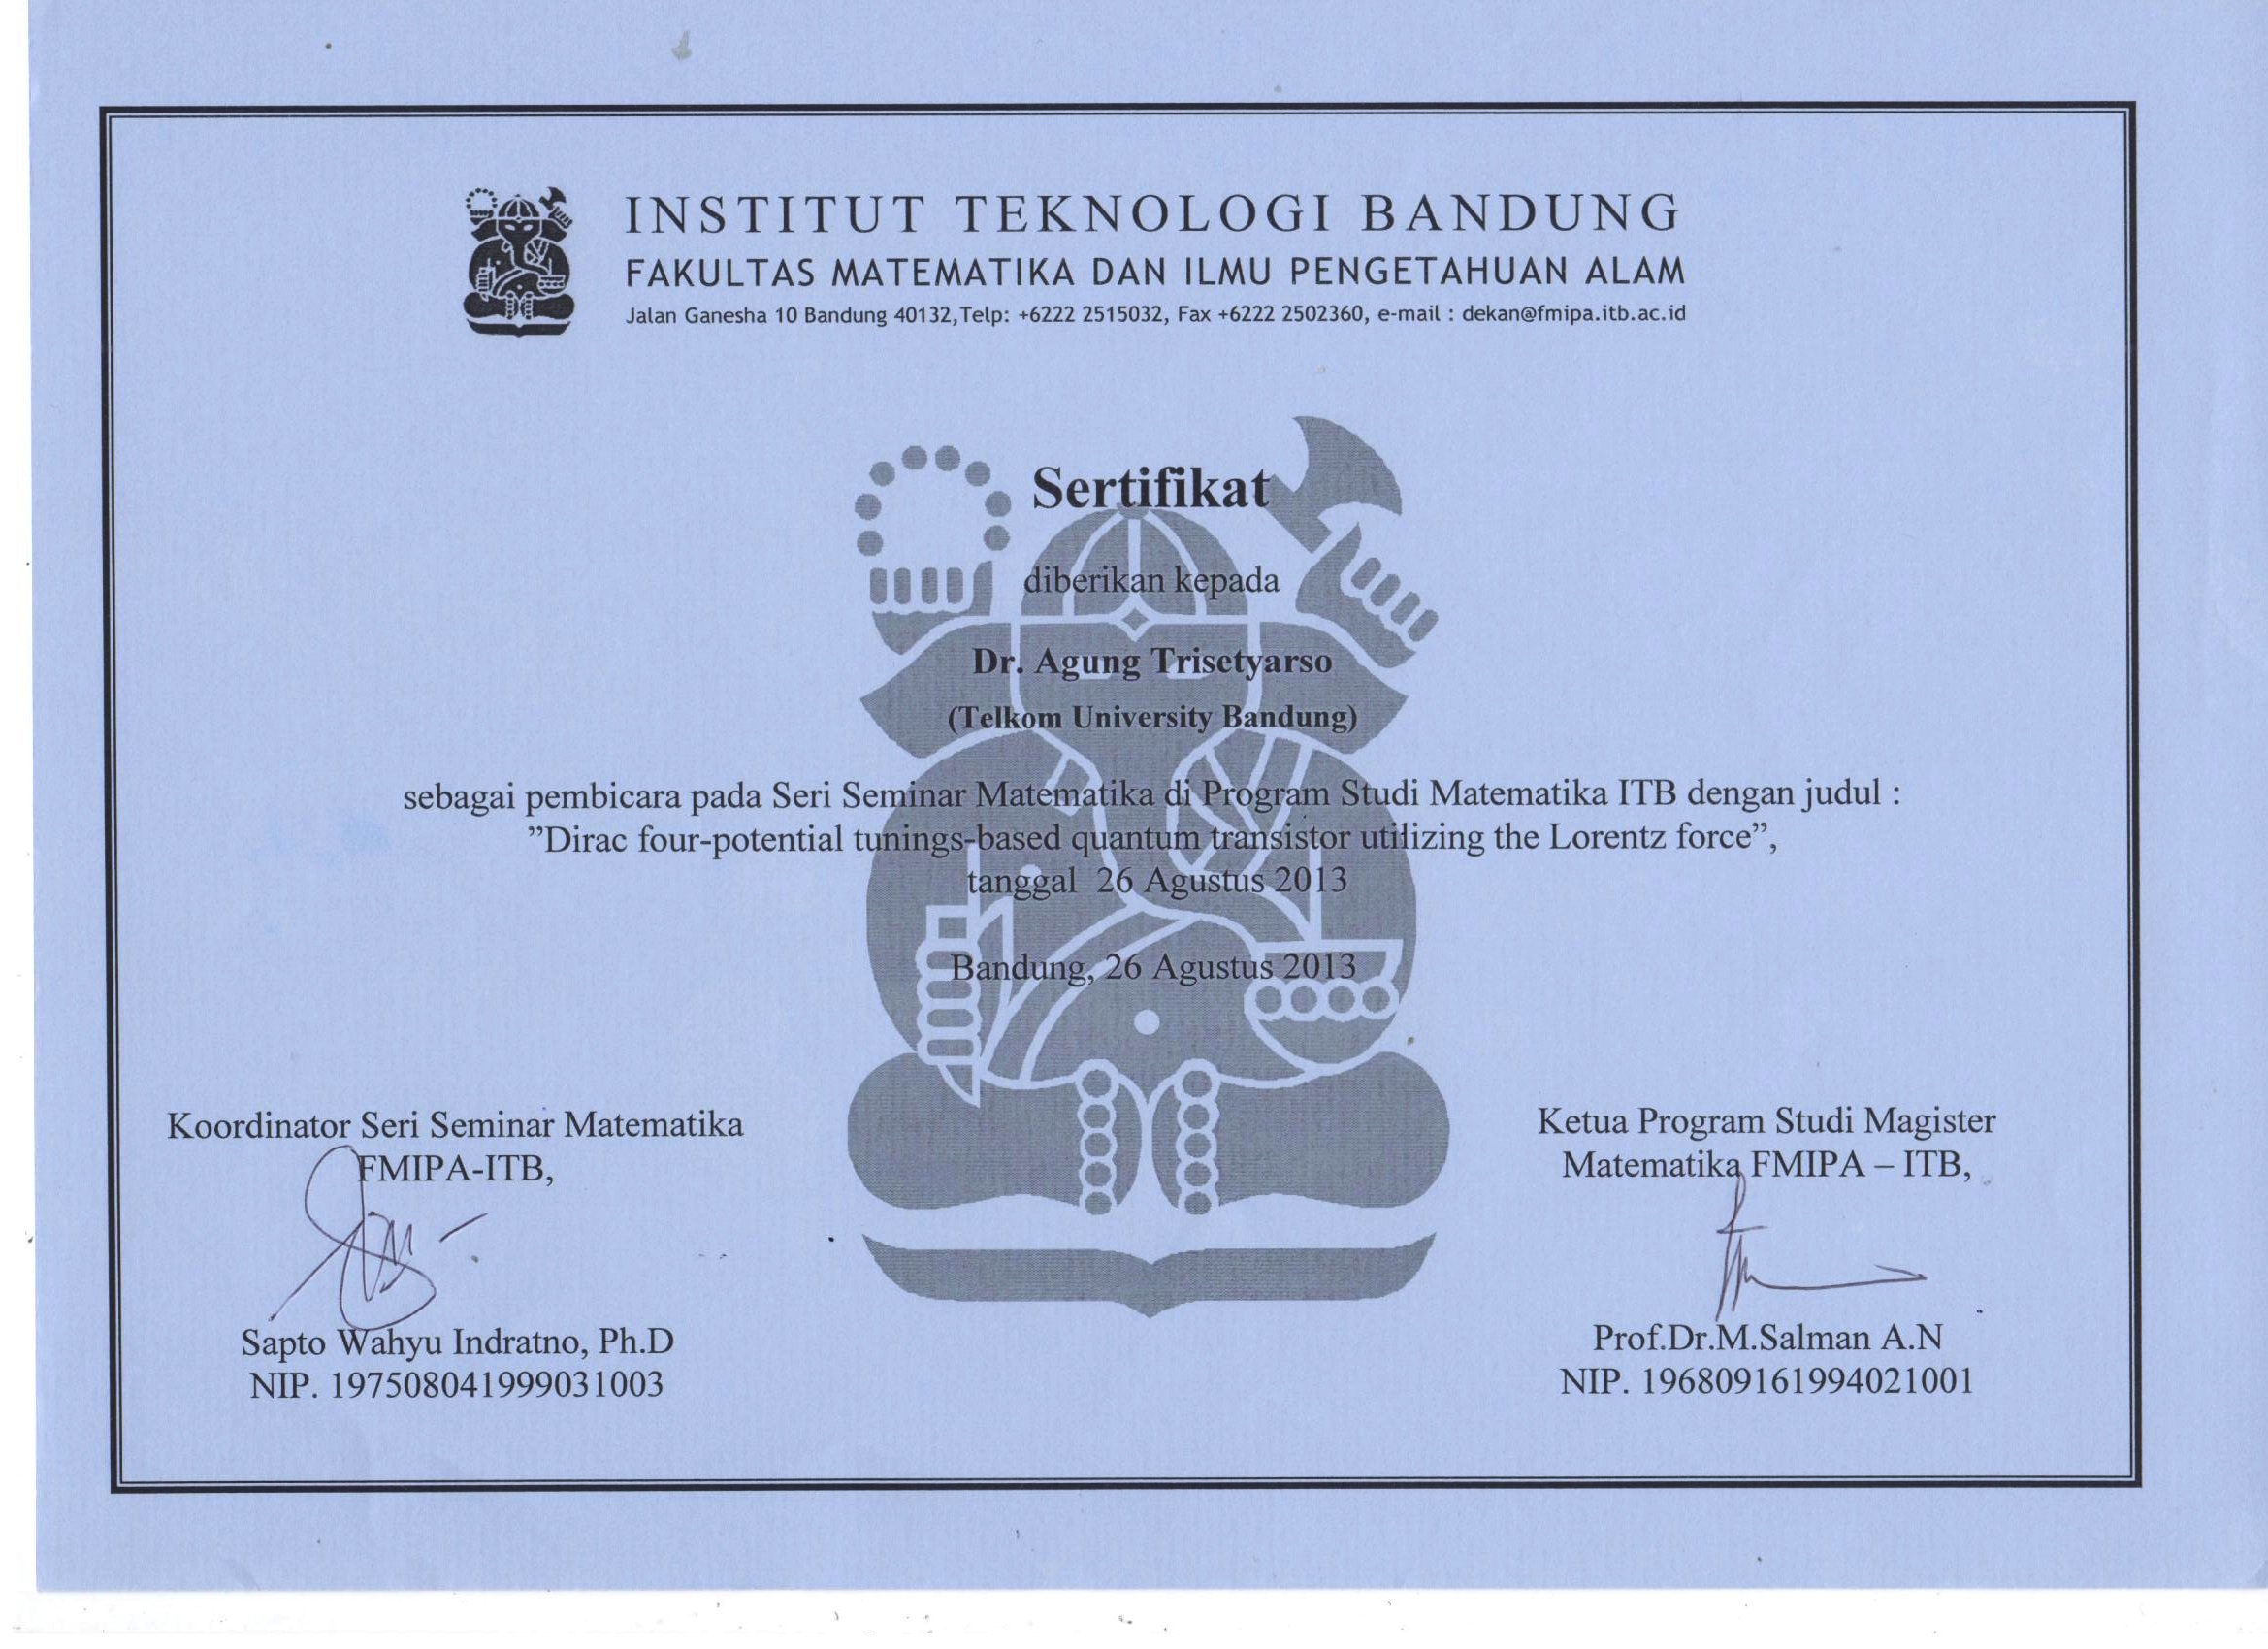 INSTITUT TEKNOLOGI BANDUNG
FAKULTAS MATEMATIKA DAN ILMU PENGETAHUAN ALAM
Jalan Ganesha 10 Bandung 40132,Telp: +6222 2515032, Fax +6222 2502360, e-mail : dekan@fmipa.itb.ac.id
Sertifikat
diberikan kepada
Dr. Agung Trisetyarso
(Telkom University Bandung)
sebagai pembicara pada Seri Seminar Matematika di Program Studi Matematika ITB dengan judul :
”Dirac four-potential tunings-based quantum transistor utilizing the Lorentz force”,
tanggal 26 Agustus 2013
Bandung, 26 Agustus 2013
Koordinator Seri Seminar Matematika
FMIPA-ITB,
Sapto Wahyu Indratno, Ph.D
NIP. 197508041999031003
Ketua Program Studi Magister
Matematika FMIPA – ITB,
Prof.Dr.M.Salman A.N
NIP. 196809161994021001